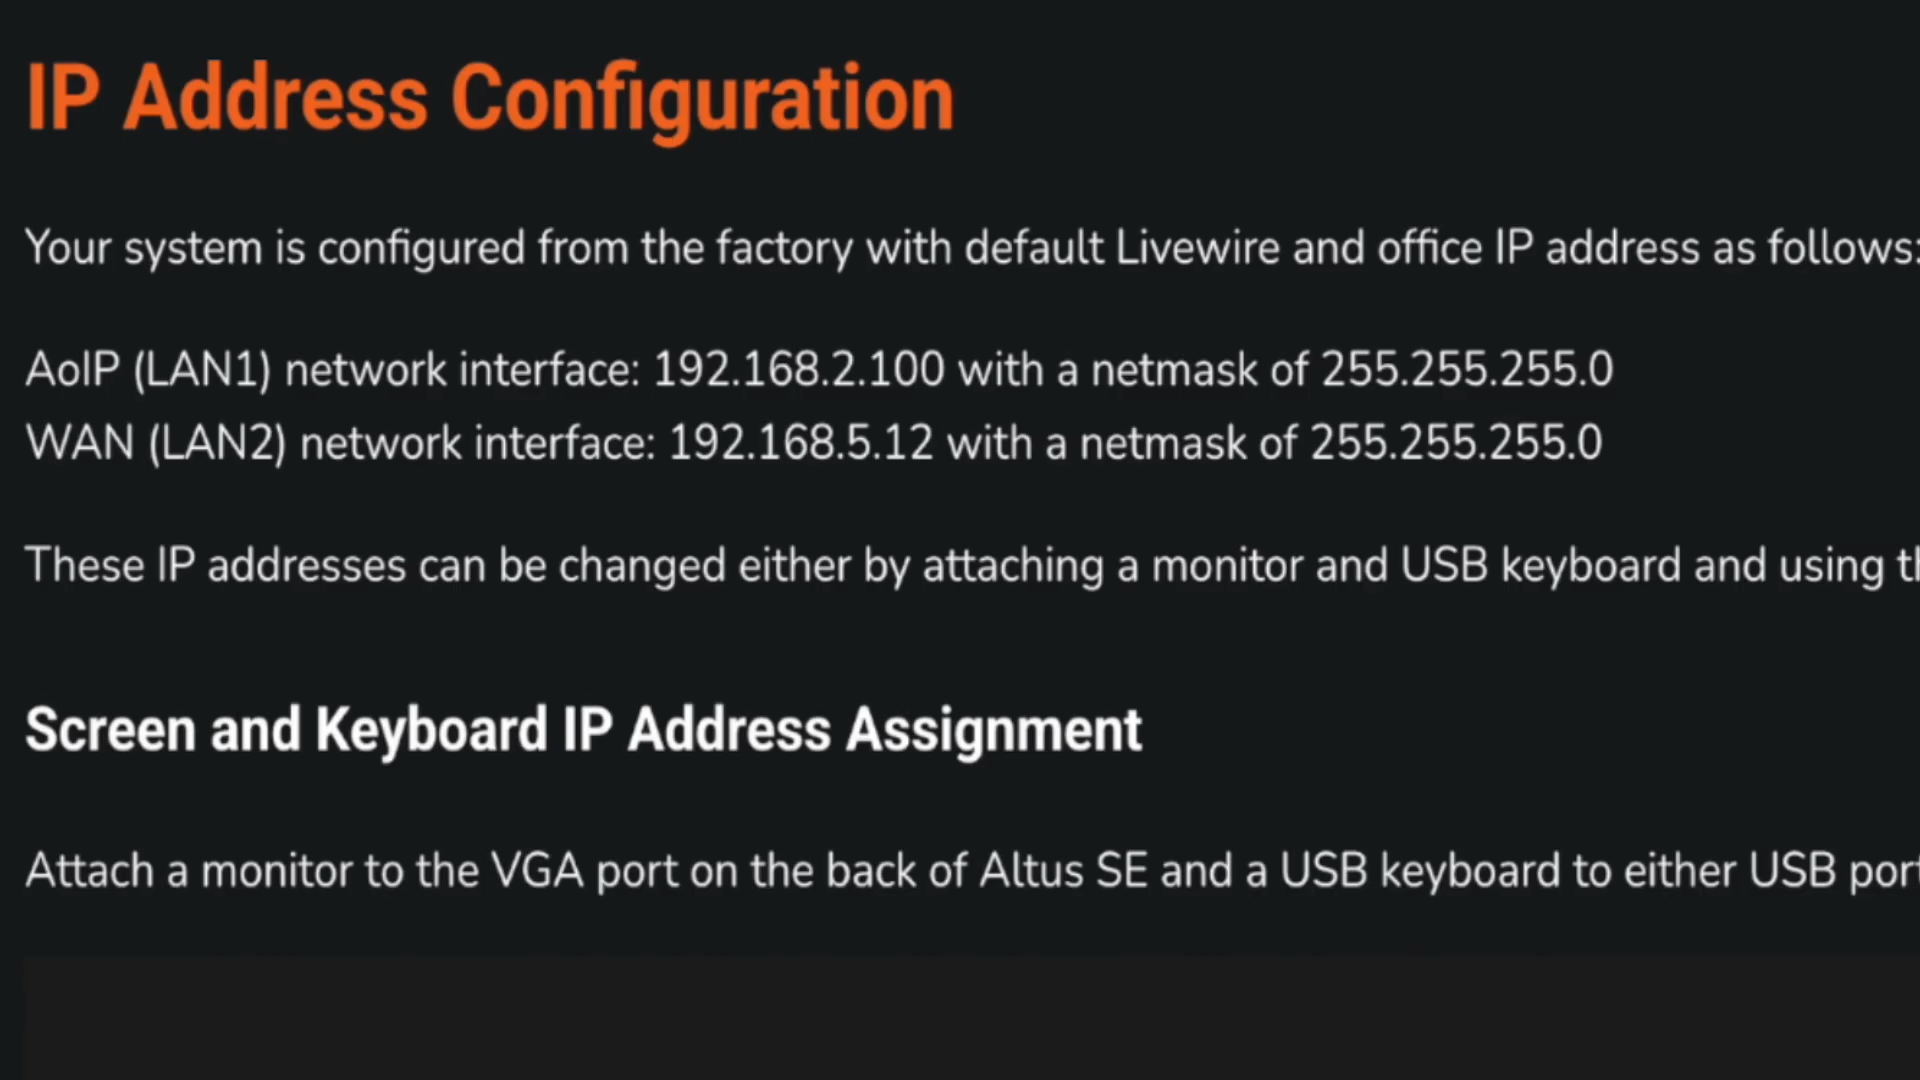 IP Address Configuration
Your system is configured from the factory with default Livewire and office IP address as follows:
AoIP (LAN1) network interface: 192.168.2.100 with a netmask of 255.255.255.0
WAN (LAN2) network interface: 192.168.5.12 with a netmask of 255.255.255.0
These IP addresses can be changed either by attaching a monitor and USB keyboard and using
Screen and Keyboard IP Address Assignment
Attach a monitor to the VGA port on the back of Altus SE and a USB keyboard to either USB port